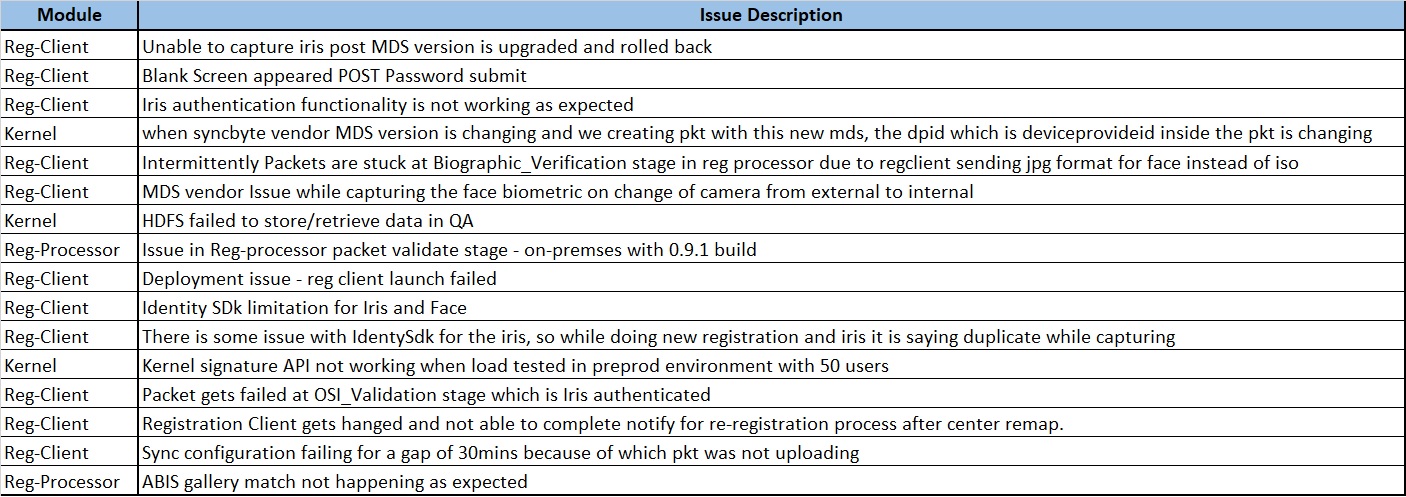 Module Issue Description
Reg-Client Unable to capture iris post MDS version is upgraded and rolled back
Reg-Client Blank Screen appeared POST Password submit
Reg-Client Iris authentication functionality is not working as expected
Kernel when syncbyte vendor MDS version is changing and we creating pkt with this new mds, the dpid which is deviceprovideid inside the pkt is changing
Reg-Client Intermittently Packets are stuck at Biographic_Verification stage in reg processor due to regclient sending jpg format for face instead of iso
Reg-Client MDS vendor Issue while capturing the face biometric on change of camera from external to internal
Kernel HDFS failed to store/retrieve data in QA
Reg-Processor Issue in Reg-processor packet validate stage - on-premses with 0.9.1 build
Reg-Client Deployment issue - reg client launch failed
Reg-Client Identity SDk limitation for Iris and Face
Reg-Client There is some issue with IdentySdk for the iris, so while doing new registration and iris it is saying duplicate while capturing
Kernel Kernel signature API not working when load tested in preprod environment with 50 users
Reg-Client Packet gets failed at OSI_Validation stage which is Iris authenticated
Reg-Client Registration Client gets hanged and not able to complete notify for re-registration process after center remap.
Reg-Client Sync configuration failing for a gap of 30mins because of which pkt was not uploading
Reg-Processor ABIS gallery match not happening as expected